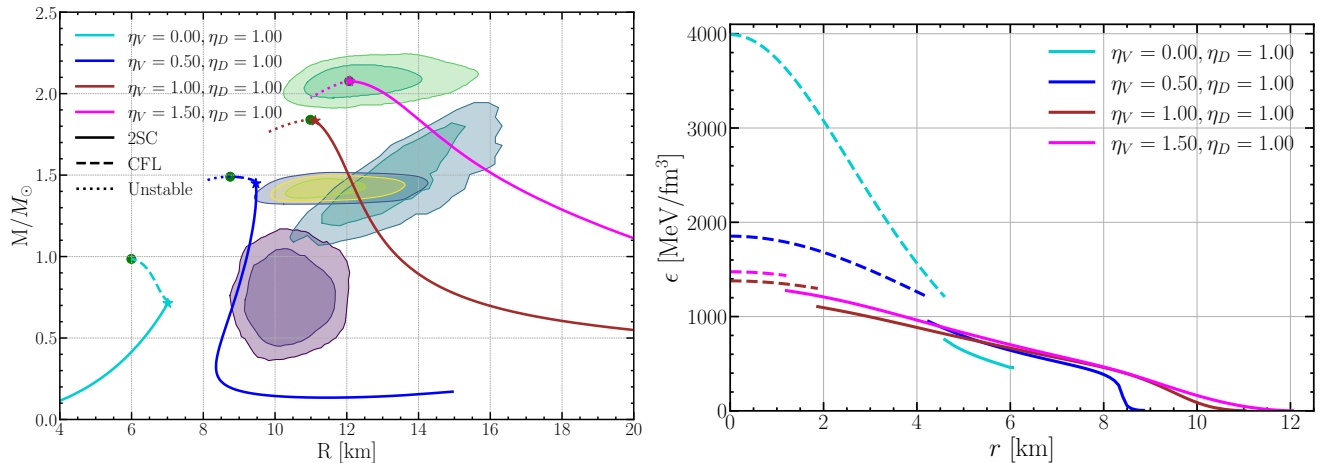 M/M⊙
2.5
2.0
1.5
1.0
0.5
0.0
η_V = 0.00, η_D = 1.00
η_V = 0.50, η_D = 1.00
η_V = 1.00, η_D = 1.00
η_V = 1.50, η_D = 1.00
2SC
CFL
Unstable
4 6 8 10 12 14 16 18 20
R [km]
ϵ [MeV/fm³]
4000
3000
2000
1000
0
η_V = 0.00, η_D = 1.00
η_V = 0.50, η_D = 1.00
η_V = 1.00, η_D = 1.00
η_V = 1.50, η_D = 1.00
0 2 4 6 8 10 12
r [km]